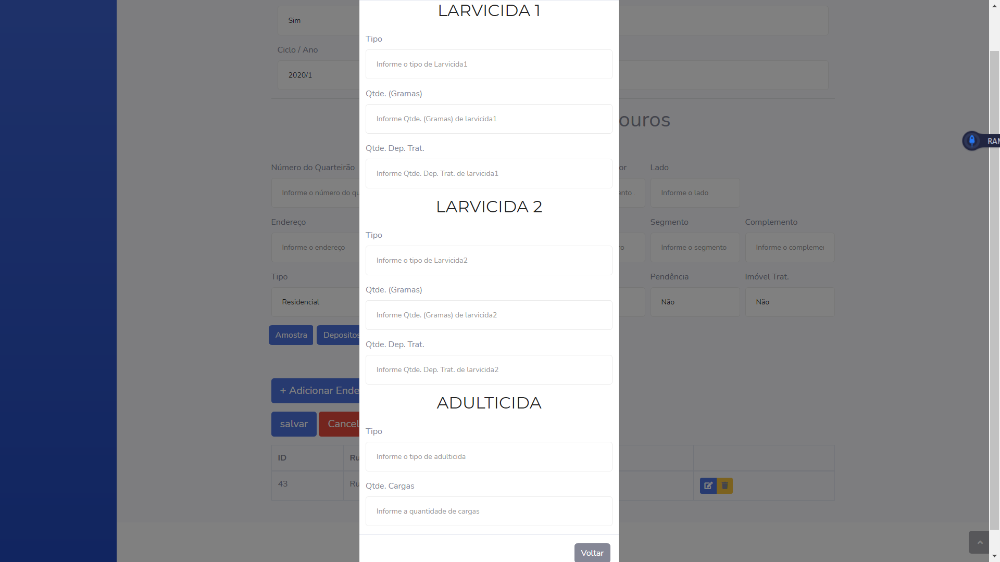 LARVICIDA 1
Sim
Tipo
Ciclo / Ano
Informe o tipo de Larvicida1
2020/1
Qtde. (Gramas)
Informe Qtde. (Gramas) de larvicida1
ouros
Qtde. Dep. Trat.
RAM
Informe Qtde. Dep. Trat. de larvicida1
Número do Quarteirão
or
Lado
Informe o número do qu
ento .
Informe o lado
LARVICIDA 2
Endereço
Segmento
Complemento
Tipo
Informe o endereço
ro
Informe o segmento
Informe o complemen
Informe o tipo de Larvicida2
Tipo
Pendência
Imóvel Trat.
Qtde. (Gramas)
Residencial
Não
Não
Informe Qtde. (Gramas) de larvicida2
Amostra
Depositos
Qtde. Dep. Trat.
Informe Qtde. Dep. Trat. de larvicida2
+ Adicionar Ende
ADULTICIDA
salvar
Cancel
Tipo
ID
Ru
Informe o tipo de adulticida
43
Ru
Qtde. Cargas
Informe a quantidade de cargas
Voltar